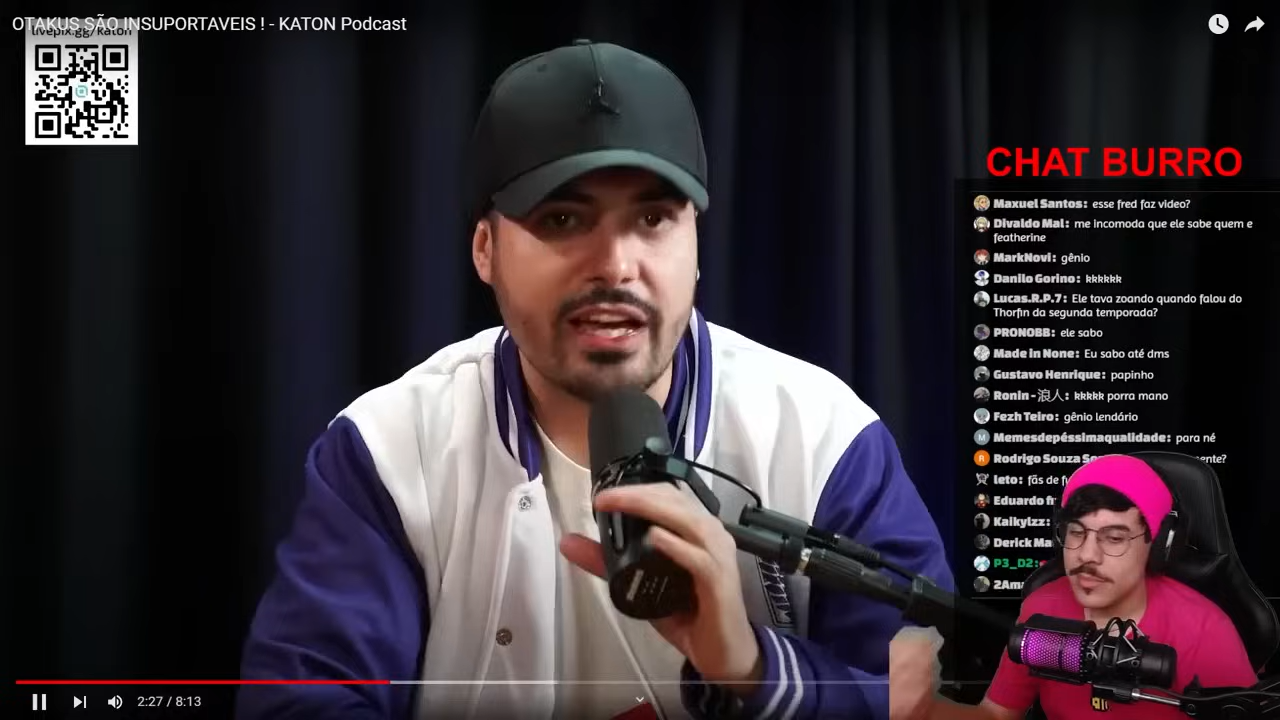 OTAKUS SÃO INSUPORTAVEIS ! - KATON Podcast
livepix.gg/katon
CHAT BURRO
Maxuel Santos: esse fred faz video?
Divaldo Mal: me incomoda que ele sabe quem e
featherine
MarkNovi: gênio
Danilo Gorino: kkkkkk
Lucas.R.P.7: Ele tava zoando quando falou do
Thorfin da segunda temporada?
PRONOBB: ele sabo
Made in None: Eu sabo até dms
Gustavo Henrique: papinho
Ronin-浪人: kkkkk porra mano
Fezh Teiro: gênio lendário
Memesdepéssimaqualidade: para né
Rodrigo Souza
leto: fãs de
Eduardo
Kaikyizz:
Derick
P3_D2:
2:27 / 8:13